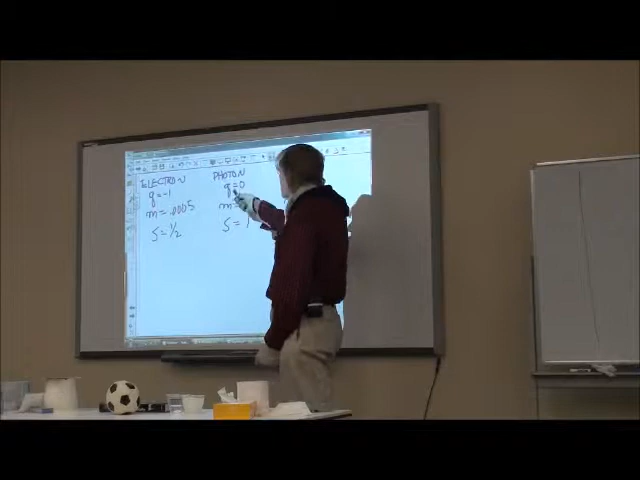 ELECTRON
q=-1
m=.0005
S=1/2
PHOTON
q=0
m=
S=1